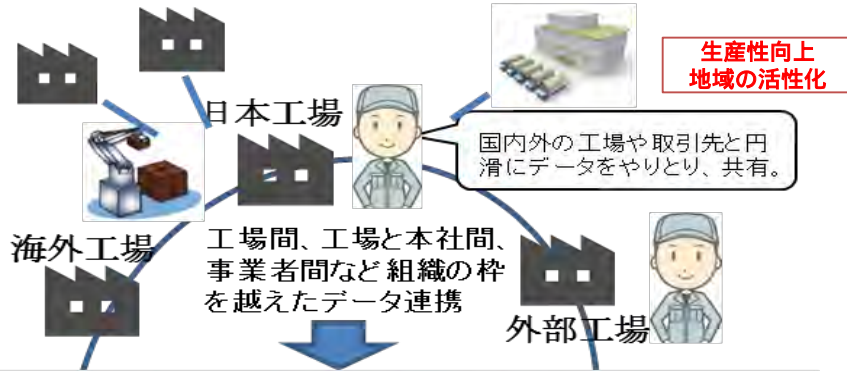 生産性向上
地域の活性化
日本工場
国内外の工場や取引先と円
滑にデータをやりとり、共有。
海外工場
工場間、工場と本社間、
事業者間など組織の枠
を越えたデータ連携
外部工場